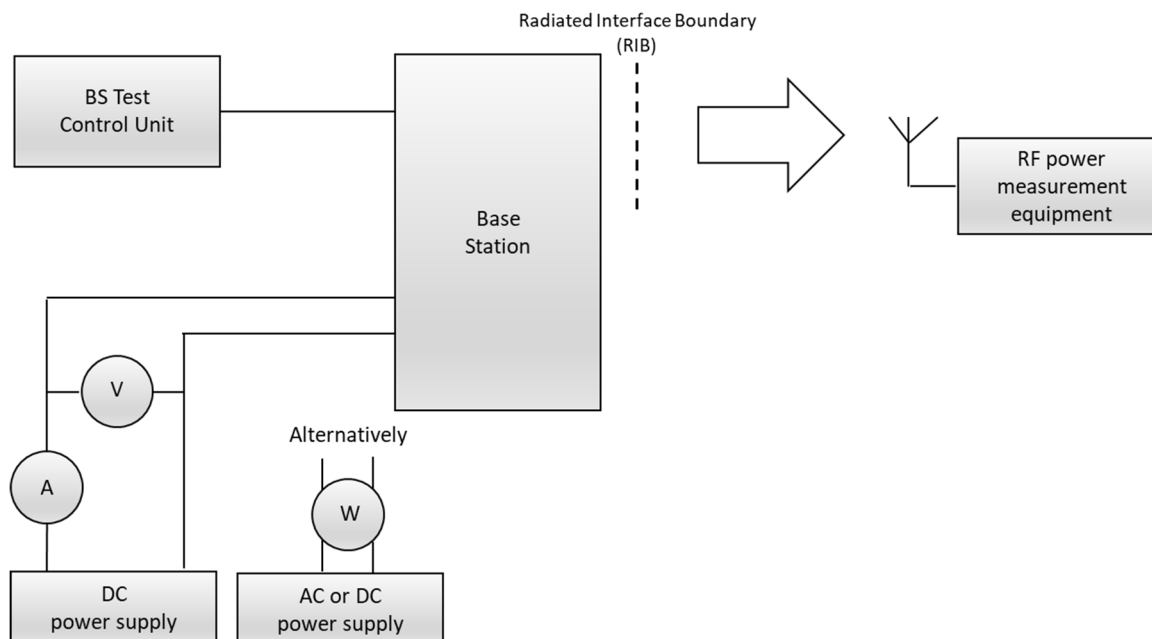 Radiated Interface Boundary
(RIB)
BS Test
Control Unit
Base
Station
RF power
measurement
equipment
V
Alternatively
A
W
DC
power supply
AC or DC
power supply